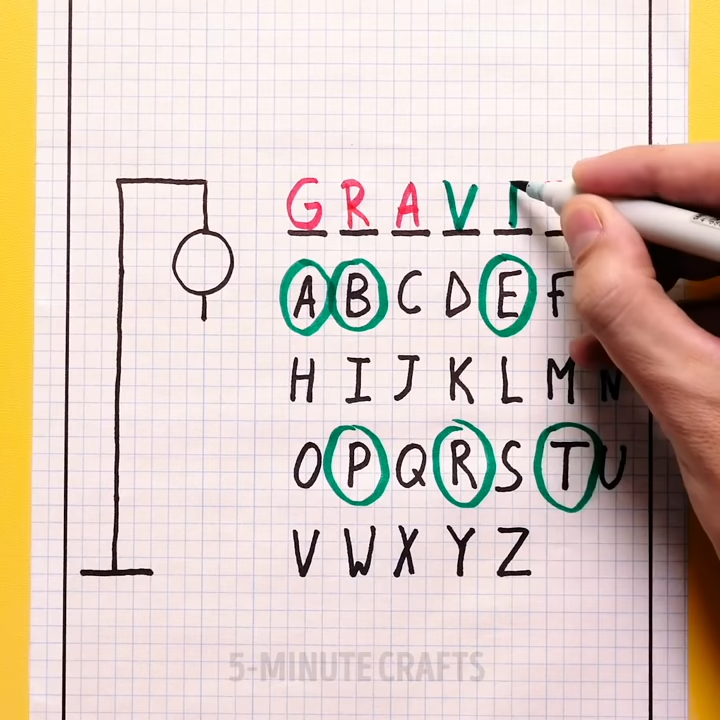 GRAVI
ABCDEF
HIJKLMN
OPQRSTU
VWXYZ
5-MINUTE CRAFTS